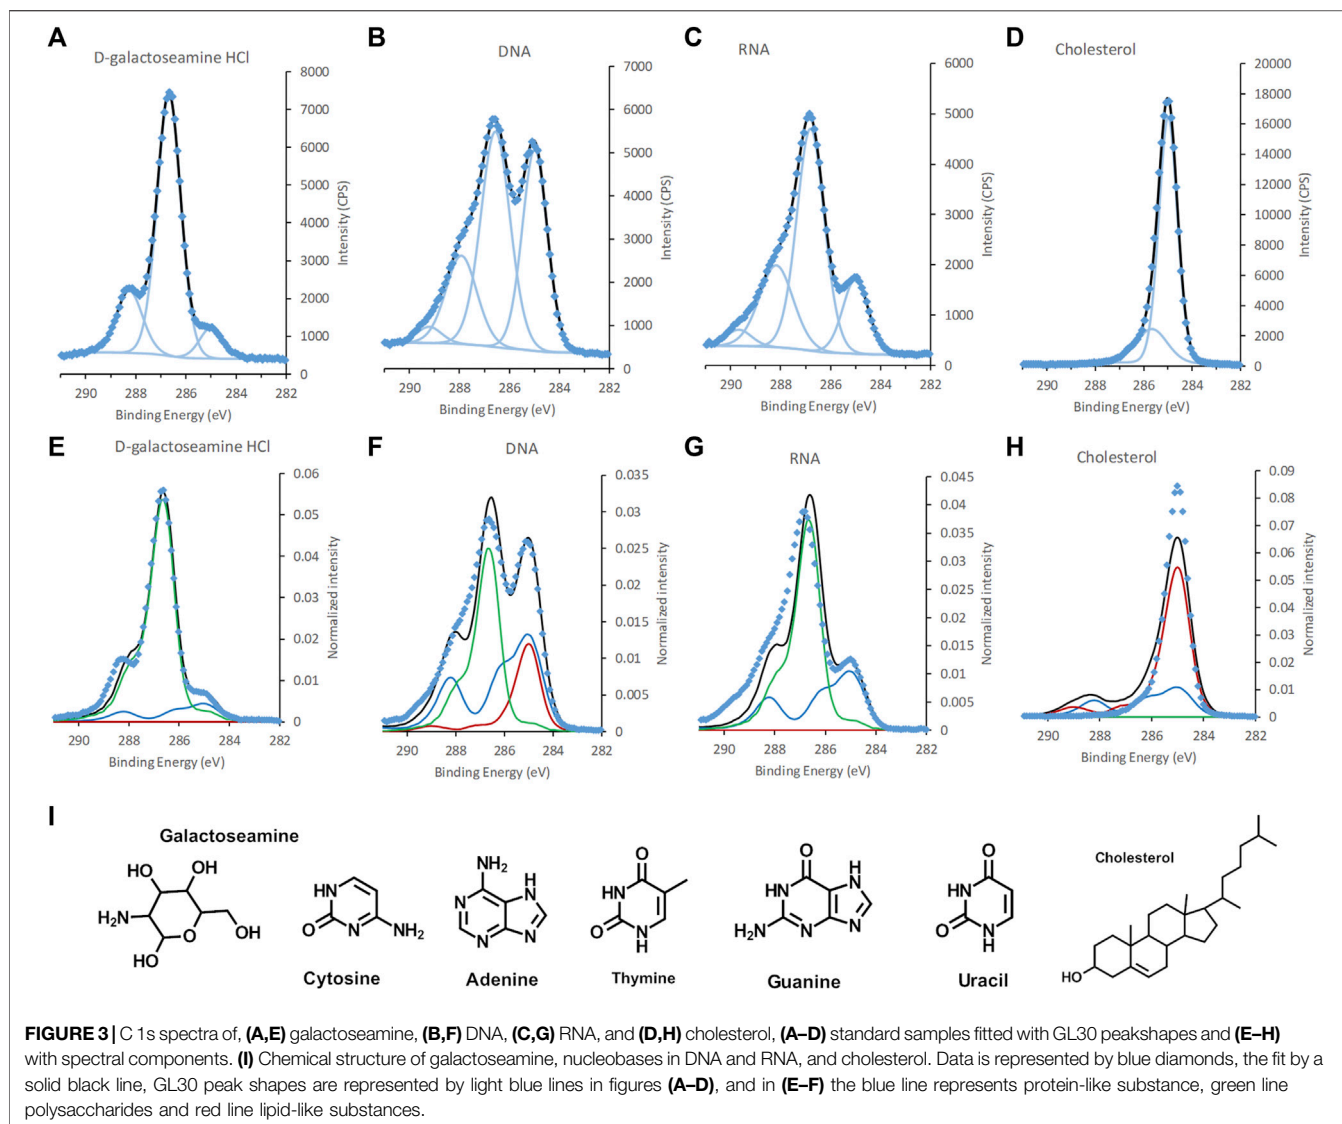 A
D-galactoseamine HCl
8000
7000
6000
5000
4000
3000
2000
1000
0
Intensity (CPS)
290 288 286 284 282
Binding Energy (eV)
B
DNA
7000
6000
5000
4000
3000
2000
1000
0
Intensity (CPS)
290 288 286 284 282
Binding Energy (eV)
C
RNA
6000
5000
4000
3000
2000
1000
0
Intensity (CPS)
290 288 286 284 282
Binding Energy (eV)
D
Cholesterol
20000
18000
16000
14000
12000
10000
8000
6000
4000
2000
0
Intensity (CPS)
290 288 286 284 282
Binding Energy (eV)
E
D-galactoseamine HCl
0.06
0.05
0.04
0.03
0.02
0.01
0
Normalized intensity
290 288 286 284 282
Binding Energy (eV)
F
DNA
0.035
0.03
0.025
0.02
0.015
0.01
0.005
0
Normalized intensity
290 288 286 284 282
Binding Energy (eV)
G
RNA
0.045
0.04
0.035
0.03
0.025
0.02
0.015
0.01
0.005
0
Normalized intensity
290 288 286 284 282
Binding Energy (eV)
H
Cholesterol
0.09
0.08
0.07
0.06
0.05
0.04
0.03
0.02
0.01
0
Normalized intensity
290 288 286 284 282
Binding Energy (eV)
I
Galactoseamine
HO OH
H2N
O OH
HO
HN
O N NH2
Cytosine
NH2
H
N N
N N
Adenine
O
HN
O N
H
Thymine
O H
HN N
H2N N N
Guanine
O
HN
O N
H
Uracil
Cholesterol
HO
FIGURE 3 | C 1s spectra of, (A,E) galactoseamine, (B,F) DNA, (C,G) RNA, and (D,H) cholesterol, (A–D) standard samples fitted with GL30 peakshapes and (E–H)
with spectral components. (I) Chemical structure of galactoseamine, nucleobases in DNA and RNA, and cholesterol. Data is represented by blue diamonds, the fit by a
solid black line, GL30 peak shapes are represented by light blue lines in figures (A–D), and in (E–F) the blue line represents protein-like substance, green line
polysaccharides and red line lipid-like substances.